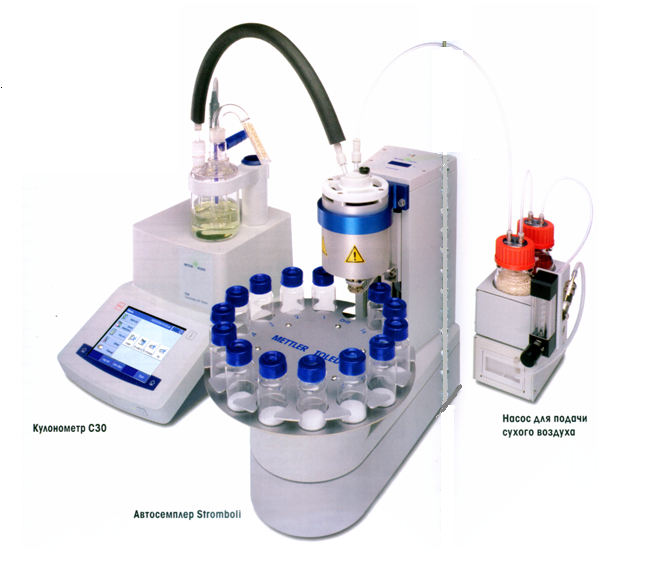 METTLER TOLEDO
Кулонометр С30
Насос для подачи
сухого воздуха
Автосемплер Stromboli